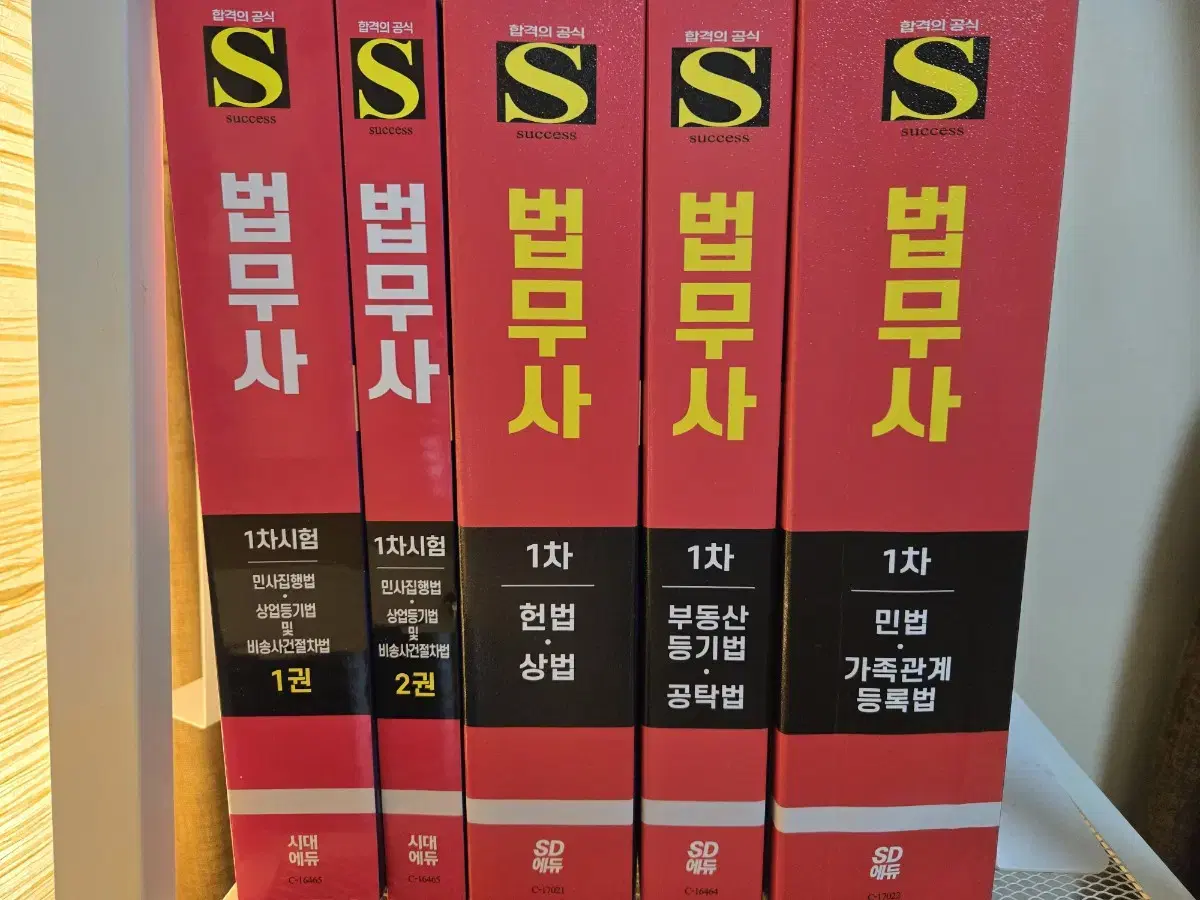 합격의 공식
S
success
법무사
1차시험
민사집행법
·
상업등기법
및
비송사건절차법
1권
시대
에듀
C-16465
합격의 공식
S
success
법무사
1차시험
민사집행법
·
상업등기법
및
비송사건절차법
2권
시대
에듀
C-16465
합격의 공식
S
success
법무사
1차
헌법
·
상법
SD
에듀
C-17021
합격의 공식
S
success
법무사
1차
부동산
등기법
·
공탁법
SD
에듀
C-16464
합격의 공식
S
success
법무사
1차
민법
·
가족관계
등록법
SD
에듀
C-17022